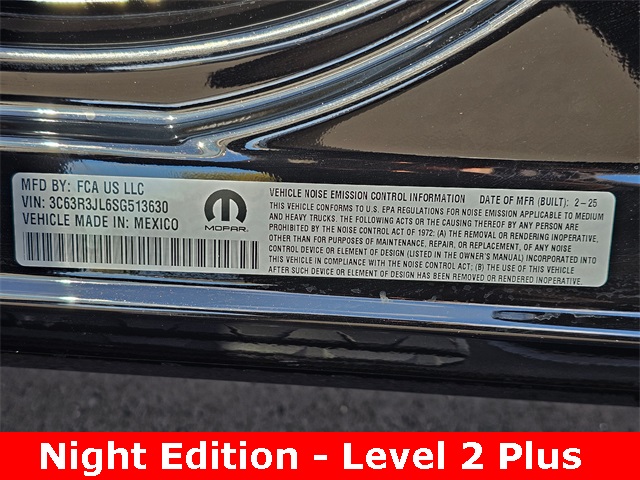 MFD BY: FCA US LLC
VIN: 3C63R3JL6SG513630
VEHICLE MADE IN: MEXICO
MOPAR
VEHICLE NOISE EMISSION CONTROL INFORMATION DATE OF MFR (BUILT): 2-25
THIS VEHICLE CONFORMS TO U.S. EPA REGULATIONS FOR NOISE EMISSION APPLICABLE TO MEDIUM
AND HEAVY TRUCKS. THE FOLLOWING ACTS OR THE CAUSING THEREOF BY ANY PERSON ARE
PROHIBITED BY THE NOISE CONTROL ACT OF 1972: (A) THE REMOVAL OR RENDERING INOPERATIVE,
OTHER THAN FOR PURPOSES OF MAINTENANCE, REPAIR, OR REPLACEMENT, OF ANY NOISE
CONTROL DEVICE OR ELEMENT OF DESIGN (LISTED IN THE OWNER'S MANUAL) INCORPORATED INTO
THIS VEHICLE IN COMPLIANCE WITH THE NOISE CONTROL ACT; (B) THE USE OF THIS VEHICLE
AFTER SUCH DEVICE OR ELEMENT OF DESIGN HAS BEEN REMOVED OR RENDERED INOPERATIVE.
Night Edition - Level 2 Plus